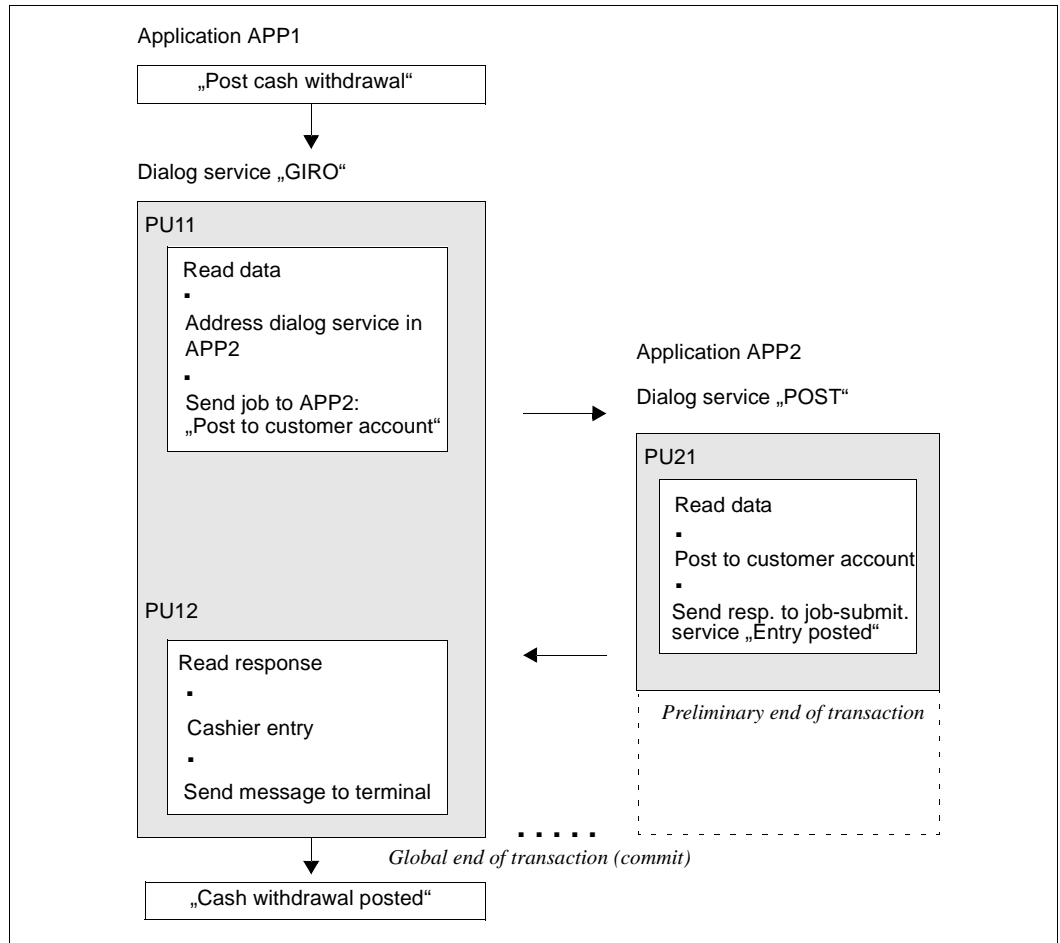 Application APP1
„Post cash withdrawal“
Dialog service „GIRO“
PU11
Read data
Address dialog service in
APP2
Send job to APP2:
„Post to customer account“
Application APP2
Dialog service „POST“
PU21
Read data
Post to customer account
Send resp. to job-submit.
service „Entry posted“
Preliminary end of transaction
PU12
Read response
Cashier entry
Send message to terminal
Global end of transaction (commit)
„Cash withdrawal posted“